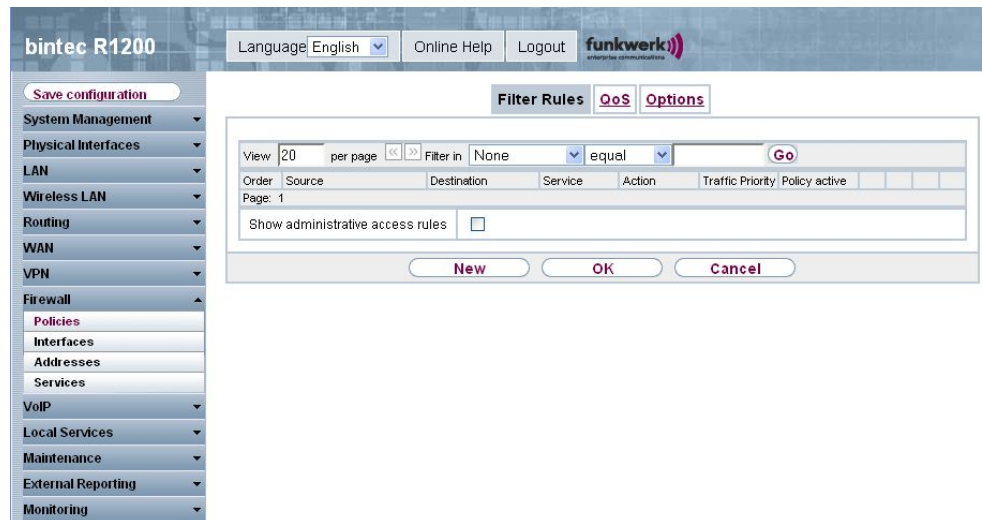 bintec R1200
Language English Online Help Logout funkwerk
enterprise communications
Save configuration
System Management
Physical Interfaces
LAN
Wireless LAN
Routing
WAN
VPN
Firewall
Policies
Interfaces
Addresses
Services
VoIP
Local Services
Maintenance
External Reporting
Monitoring
Filter Rules QoS Options
View 20 per page « » Filter in None equal Go
Order Source Destination Service Action Traffic Priority Policy active
Page: 1
Show administrative access rules
New OK Cancel